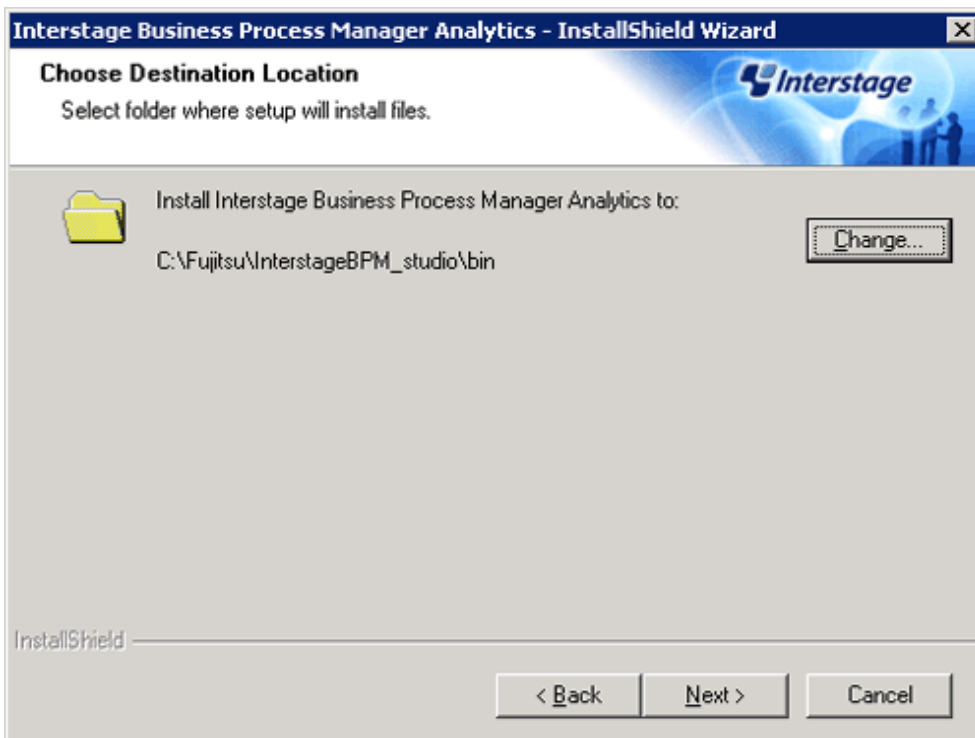 Interstage Business Process Manager Analytics - InstallShield Wizard
Choose Destination Location
Select folder where setup will install files.
Interstage
Install Interstage Business Process Manager Analytics to:
Change...
C:\Fujitsu\InterstageBPM_studio\bin
InstallShield
< Back
Next >
Cancel